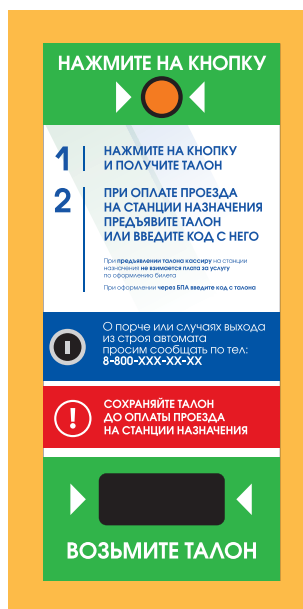 НАЖМИТЕ НА КНОПКУ
1
НАЖМИТЕ НА КНОПКУ
И ПОЛУЧИТЕ ТАЛОН
2
ПРИ ОПЛАТЕ ПРОЕЗДА
НА СТАНЦИИ НАЗНАЧЕНИЯ
ПРЕДЪЯВИТЕ ТАЛОН
ИЛИ ВВЕДИТЕ КОД С НЕГО
При предъявлении талона кассиру на станции
назначения не взимается плата за услугу
по оформлению билета
При оформлении через БПА введите код с талона
О порче или случаях выхода
из строя автомата
просим сообщать по тел:
8-800-XXX-XX-XX
!
СОХРАНЯЙТЕ ТАЛОН
ДО ОПЛАТЫ ПРОЕЗДА
НА СТАНЦИИ НАЗНАЧЕНИЯ
ВОЗЬМИТЕ ТАЛОН